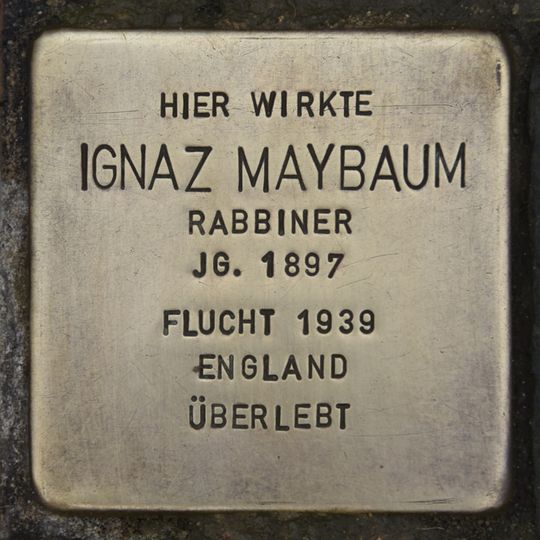 HIER WIRKTE
IGNAZ MAYBAUM
RABBINER
JG. 1897
FLUCHT 1939
ENGLAND
ÜBERLEBT